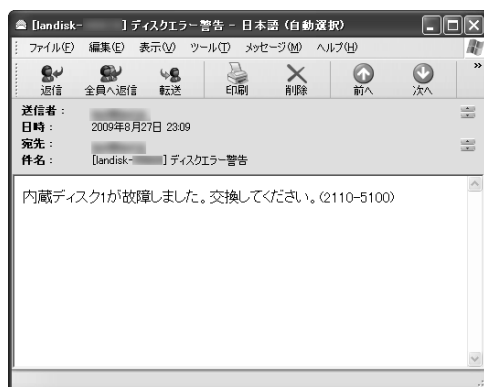 [landisk- ] ディスクエラー警告 - 日本語 (自動選択)
ファイル(F) 編集(E) 表示(V) ツール(T) メッセージ(M) ヘルプ(H)
返信 全員へ返信 転送 印刷 削除 前へ 次へ
送信者：
日時： 2009年8月27日 23:09
宛先：
件名： [landisk- ] ディスクエラー警告
内蔵ディスク1が故障しました。交換してください。(2110-5100)